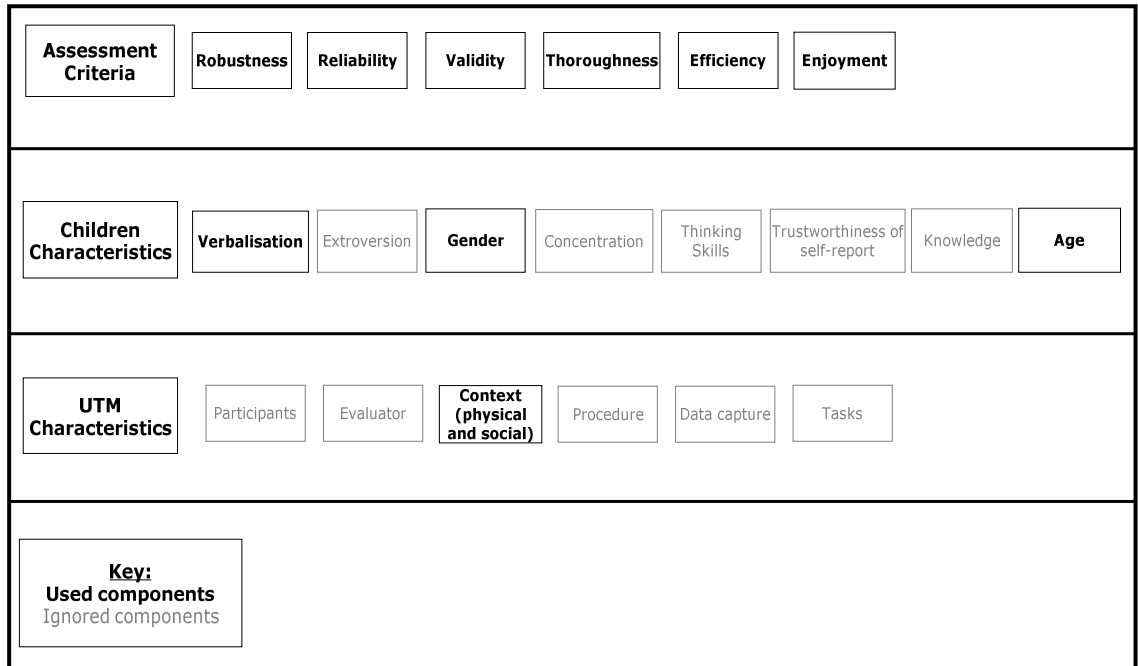 Assessment
Criteria
Robustness
Reliability
Validity
Thoroughness
Efficiency
Enjoyment
Children
Characteristics
Verbalisation
Extroversion
Gender
Concentration
Thinking
Skills
Trustworthiness of
self-report
Knowledge
Age
UTM
Characteristics
Participants
Evaluator
Context
(physical
and social)
Procedure
Data capture
Tasks
Key:
Used components
Ignored components